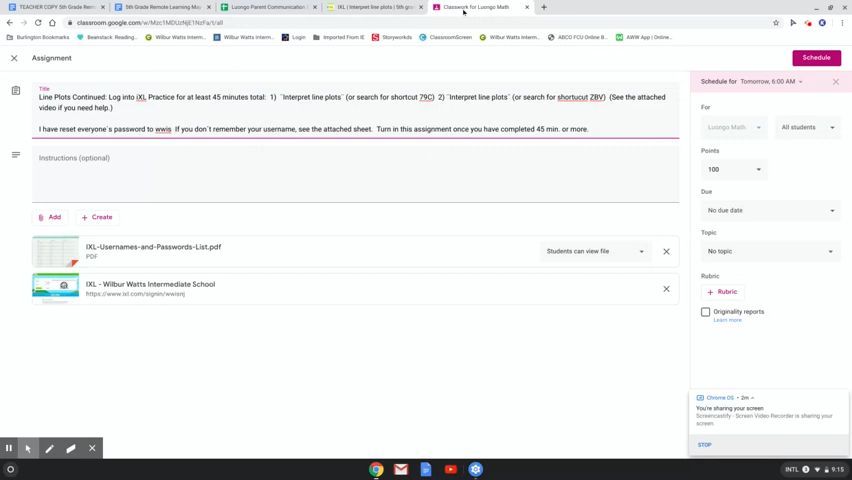 TEACHER COPY 5th Grade Rem
5th Grade Remote Learning May
Luongo Parent Communication
IXL | Interpret line plots | 5th gra
Classwork for Luongo Math
classroom.google.com/w/Mzc1MDUzNjE1NzFa/t/all
Burlington Bookmarks
Beanstack Reading..
Wilbur Watts Interm..
Wilbur Watts Interm..
Login
Imported From IE
Storyworks
ClassroomScreen
Wilbur Watts Interm..
ABCO FCU Online B..
AWW App | Online..
Assignment
Schedule
Title
Line Plots Continued: Log into iXL Practice for at least 45 minutes total: 1) ¨Interpret line plots¨ (or search for shortcut 79C) 2) ¨Interpret line plots¨ (or search for shortucut ZBV) (See the attached
video if you need help.)
I have reset everyone´s password to wwis If you don´t remember your username, see the attached sheet. Turn in this assignment once you have completed 45 min. or more.
Instructions (optional)
Add
Create
IXL-Usernames-and-Passwords-List.pdf
PDF
Students can view file
IXL - Wilbur Watts Intermediate School
https://www.ixl.com/signin/wwisnj
Schedule for Tomorrow, 6:00 AM
For
Luongo Math
All students
Points
100
Due
No due date
Topic
No topic
Rubric
Rubric
Originality reports
Learn more
Chrome OS • 2m
You're sharing your screen
Screencastify - Screen Video Recorder is sharing your
screen.
STOP
INTL
9:15